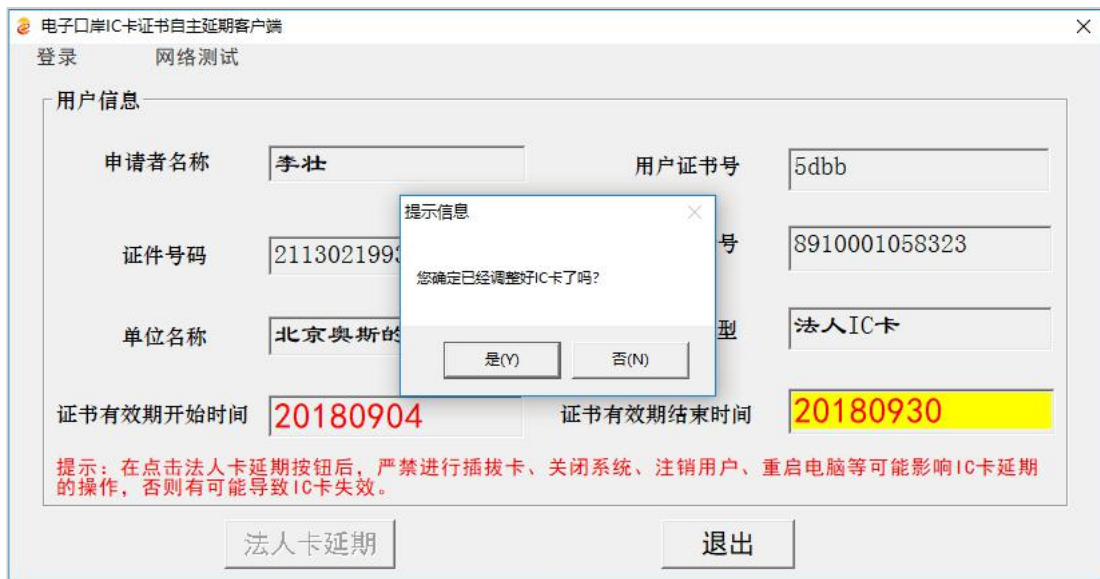 电子口岸IC卡证书自主延期客户端
登录 网络测试
用户信息
申请者名称 李壮 用户证书号 5dbb
提示信息
证件号码 211302199 号 8910001058323
您确定已经调整好IC卡了吗?
单位名称 北京奥斯的 型 法人IC卡
是(Y) 否(N)
证书有效期开始时间 20180904 证书有效期结束时间 20180930
提示：在点击法人卡延期按钮后，严禁进行插拔卡、关闭系统、注销用户、重启电脑等可能影响IC卡延期
的操作，否则有可能导致IC卡失效。
法人卡延期 退出